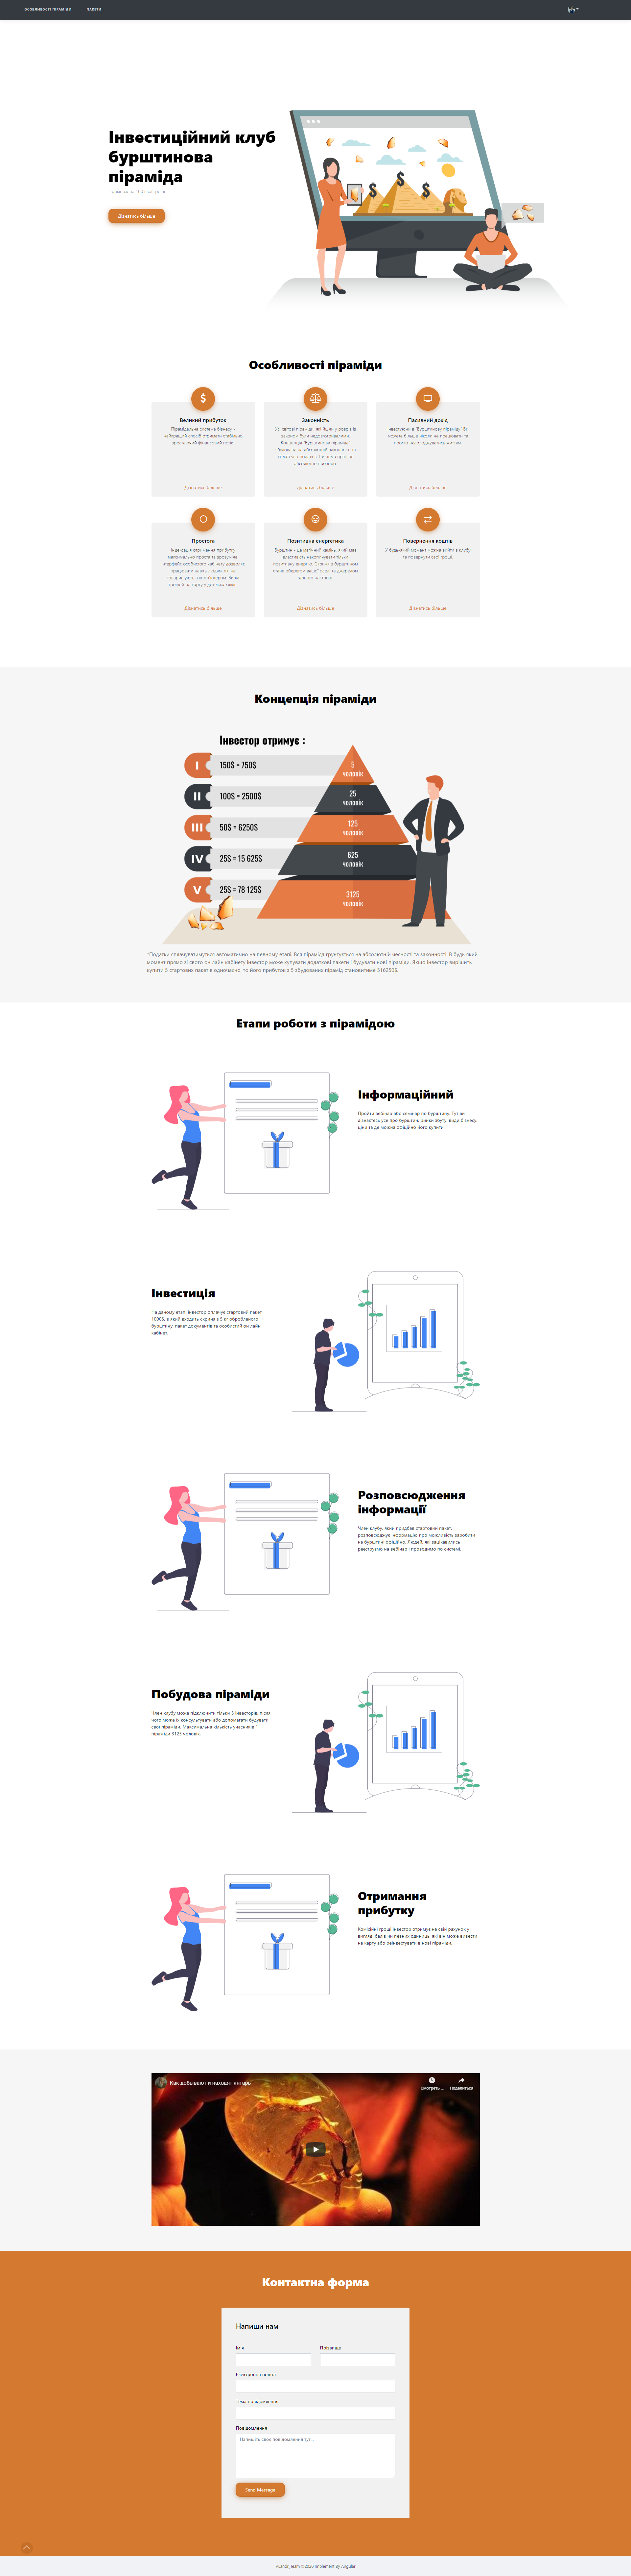 ОСОБЛИВОСТІ ПІРАМІДИ ПАКЕТИ
Інвестиційний клуб
бурштинова
піраміда
Примнож на 100 свої гроші
Дізнатись більше
Особливості піраміди
Великий прибуток
Пірамідальна система бізнесу -
найкращий спосіб отримати стабільно
зростаючий фінансовий потік.
Дізнатись більше
Законність
Усі світові піраміди, які йшли у розріз із
законом були недовготривалими.
Концепція "Бурштинова піраміда"
збудована на абсолютній законності та
сплаті усіх податків. Система працює
абсолютно прозоро.
Дізнатись більше
Пасивний дохід
Інвестуючи в "Бурштинову піраміду" Ви
можете більше ніколи не працювати та
просто насолоджуватись життям.
Дізнатись більше
Простота
Індексація отримання прибутку
максимально проста та зрозуміла.
Інтерфейс особистого кабінету дозволяє
працювати навіть людям, які не
товаришують з комп'ютером. Вивід
грошей на карту у декілька кліків.
Дізнатись більше
Позитивна енергетика
Бурштин - це магічний камінь, який має
властивість накопичувати тільки
позитивну енергію. Скриня з бурштином
стане оберегом вашої оселі та джерелом
гарного настрою.
Дізнатись більше
Повернення коштів
У будь-який момент можна вийти з клубу
та повернути свої гроші.
Дізнатись більше
Концепція піраміди
Інвестор отримує :
I 150$ = 750$ 5 чоловік
II 100$ = 2500$ 25 чоловік
III 50$ = 6250$ 125 чоловік
IV 25$ = 15 625$ 625 чоловік
V 25$ = 78 125$ 3125 чоловік
*Податки сплачуватимуться автоматично на певному етапі. Вся піраміда грунтується на абсолютній чесності та законності. В будь який
момент прямо зі свого он лайн кабінету інвестор може купувати додаткові пакети і будувати нові піраміди. Якщо інвестор вирішить
купити 5 стартових пакетів одночасно, то його прибуток з 5 збудованих пірамід становитиме 516250$.
Етапи роботи з пірамідою
Інформаційний
Пройти вебінар або семінар по бурштину. Тут ви
дізнаєтесь усе про бурштин, ринки збуту, види бізнесу,
ціни та де можна офіційно його купити.
Інвестиція
На даному етапі інвестор оплачує стартовий пакет
1000$, в який входить скриня з 5 кг обробленого
бурштину, пакет документів та особистий он лайн
кабінет.
Розповсюдження
інформації
Член клубу, який придбав стартовий пакет,
розповсюджує інформацію про можливість заробити
на бурштині офіційно. Людей, які зацікавились
реєструємо на вебінар і проводимо по системі.
Побудова піраміди
Член клубу може підключити тільки 5 інвесторів, після
чого може їх консультувати або допомагати будувати
свої піраміди. Максимальна кількість учасників 1
піраміди 3125 чоловік.
Отримання
прибутку
Комісійні гроші інвестор отримує на свій рахунок у
вигляді балів чи певних одиниць, які він може вивести
на карту або реінвестувати в нові піраміди.
Как добывают и находят янтарь
Смотреть ... Поделиться
Контактна форма
Напиши нам
Ім'я Прізвище
Електронна пошта
Тема повідомлення
Повідомлення
Напишіть своє повідомлення тут...
Send Message